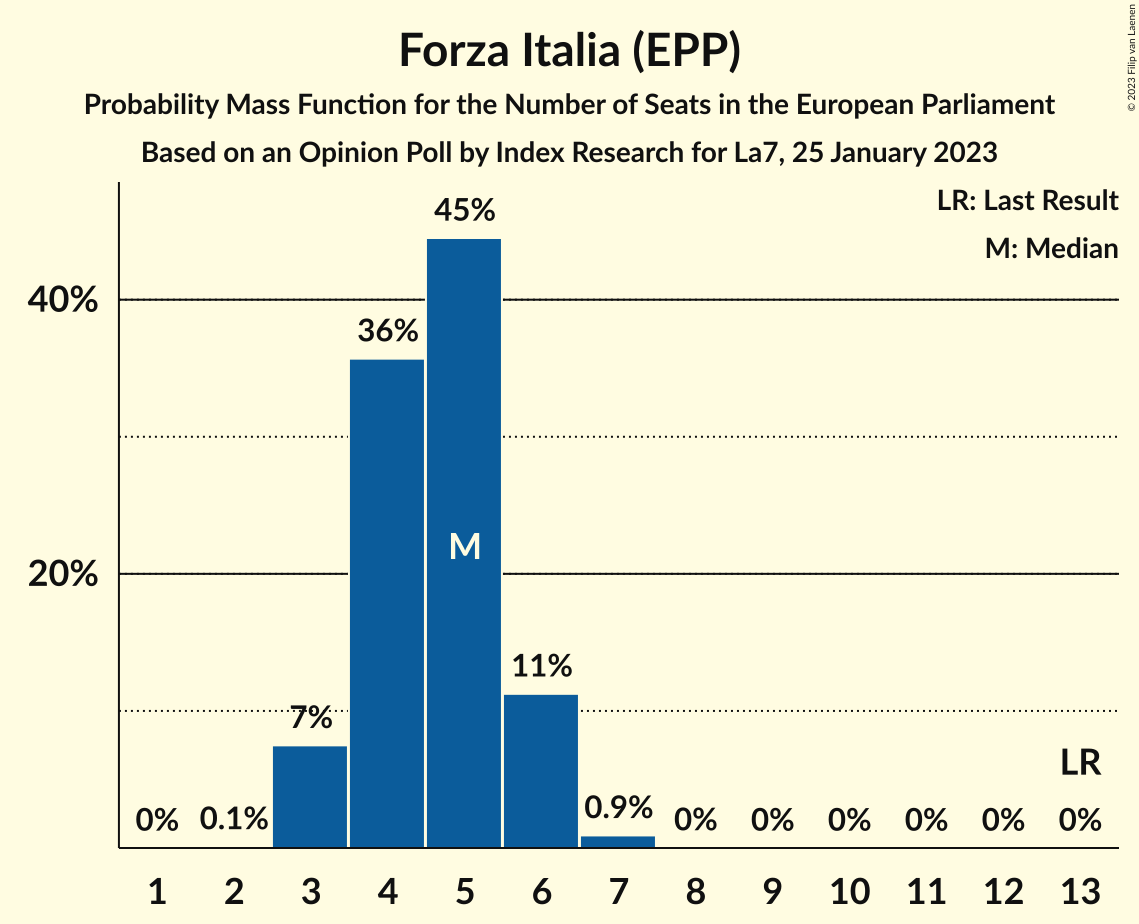 Forza Italia (EPP)
Probability Mass Function for the Number of Seats in the European Parliament
Based on an Opinion Poll by Index Research for La7, 25 January 2023
© 2023 Filip van Laenen
LR: Last Result
M: Median
45%
40%
36%
M
20%
11%
7%
LR
0% 0.1% 0.9% 0% 0% 0% 0% 0% 0%
1 2 3 4 5 6 7 8 9 10 11 12 13